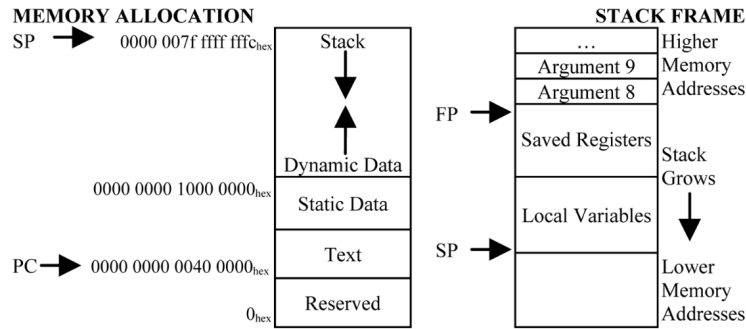 MEMORY ALLOCATION
SP
0000 007f ffff fffc hex
Stack
Dynamic Data
0000 0000 1000 0000 hex
Static Data
PC
0000 0000 0040 0000 hex
Text
Reserved
0 hex
STACK FRAME
…
Higher
Memory
Addresses
Argument 9
Argument 8
FP
Saved Registers
Stack
Grows
Local Variables
SP
Lower
Memory
Addresses